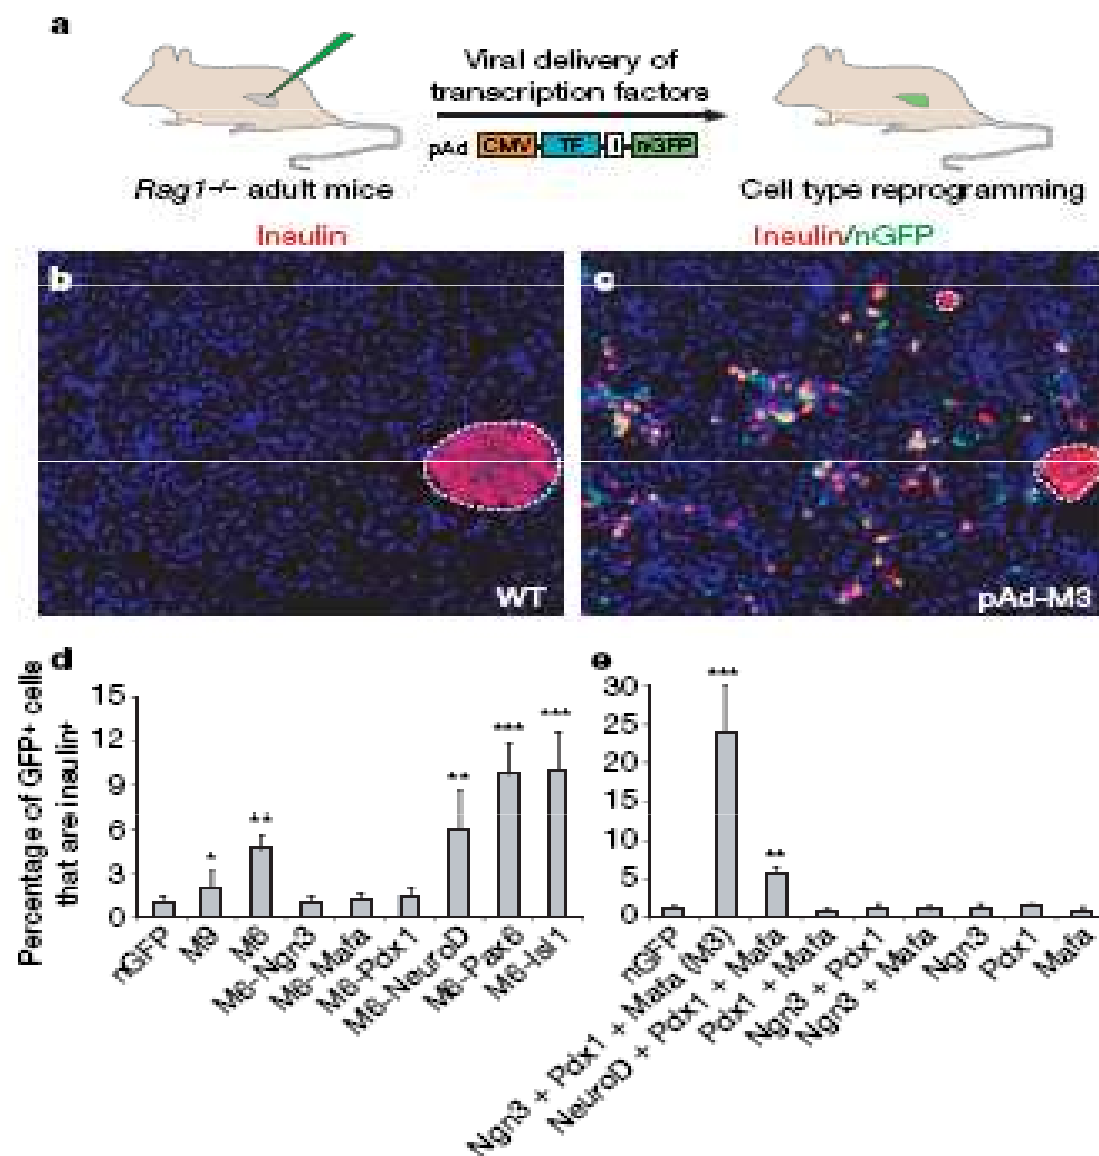 a
Viral delivery of
transcription factors
pAd CMV TF I nGFP
Rag1–/– adult mice
Cell type reprogramming
Insulin
Insulin/nGFP
b
c
WT
pAd-M3
d
e
Percentage of GFP+ cells
that are insulin+
15
12
9
6
3
0
*
**
**
***
***
nGFP
M9
M6
M6-Ngn3
M6-Mafa
M6-Pdx1
M6-NeuroD
M6-Pax6
M6-Isl1
30
25
20
15
10
5
0
***
**
nGFP
Ngn3 + Pdx1 + Mafa (M3)
NeuroD + Pdx1 + Mafa
Pdx1 + Mafa
Ngn3 + Pdx1
Ngn3 + Mafa
Ngn3
Pdx1
Mafa